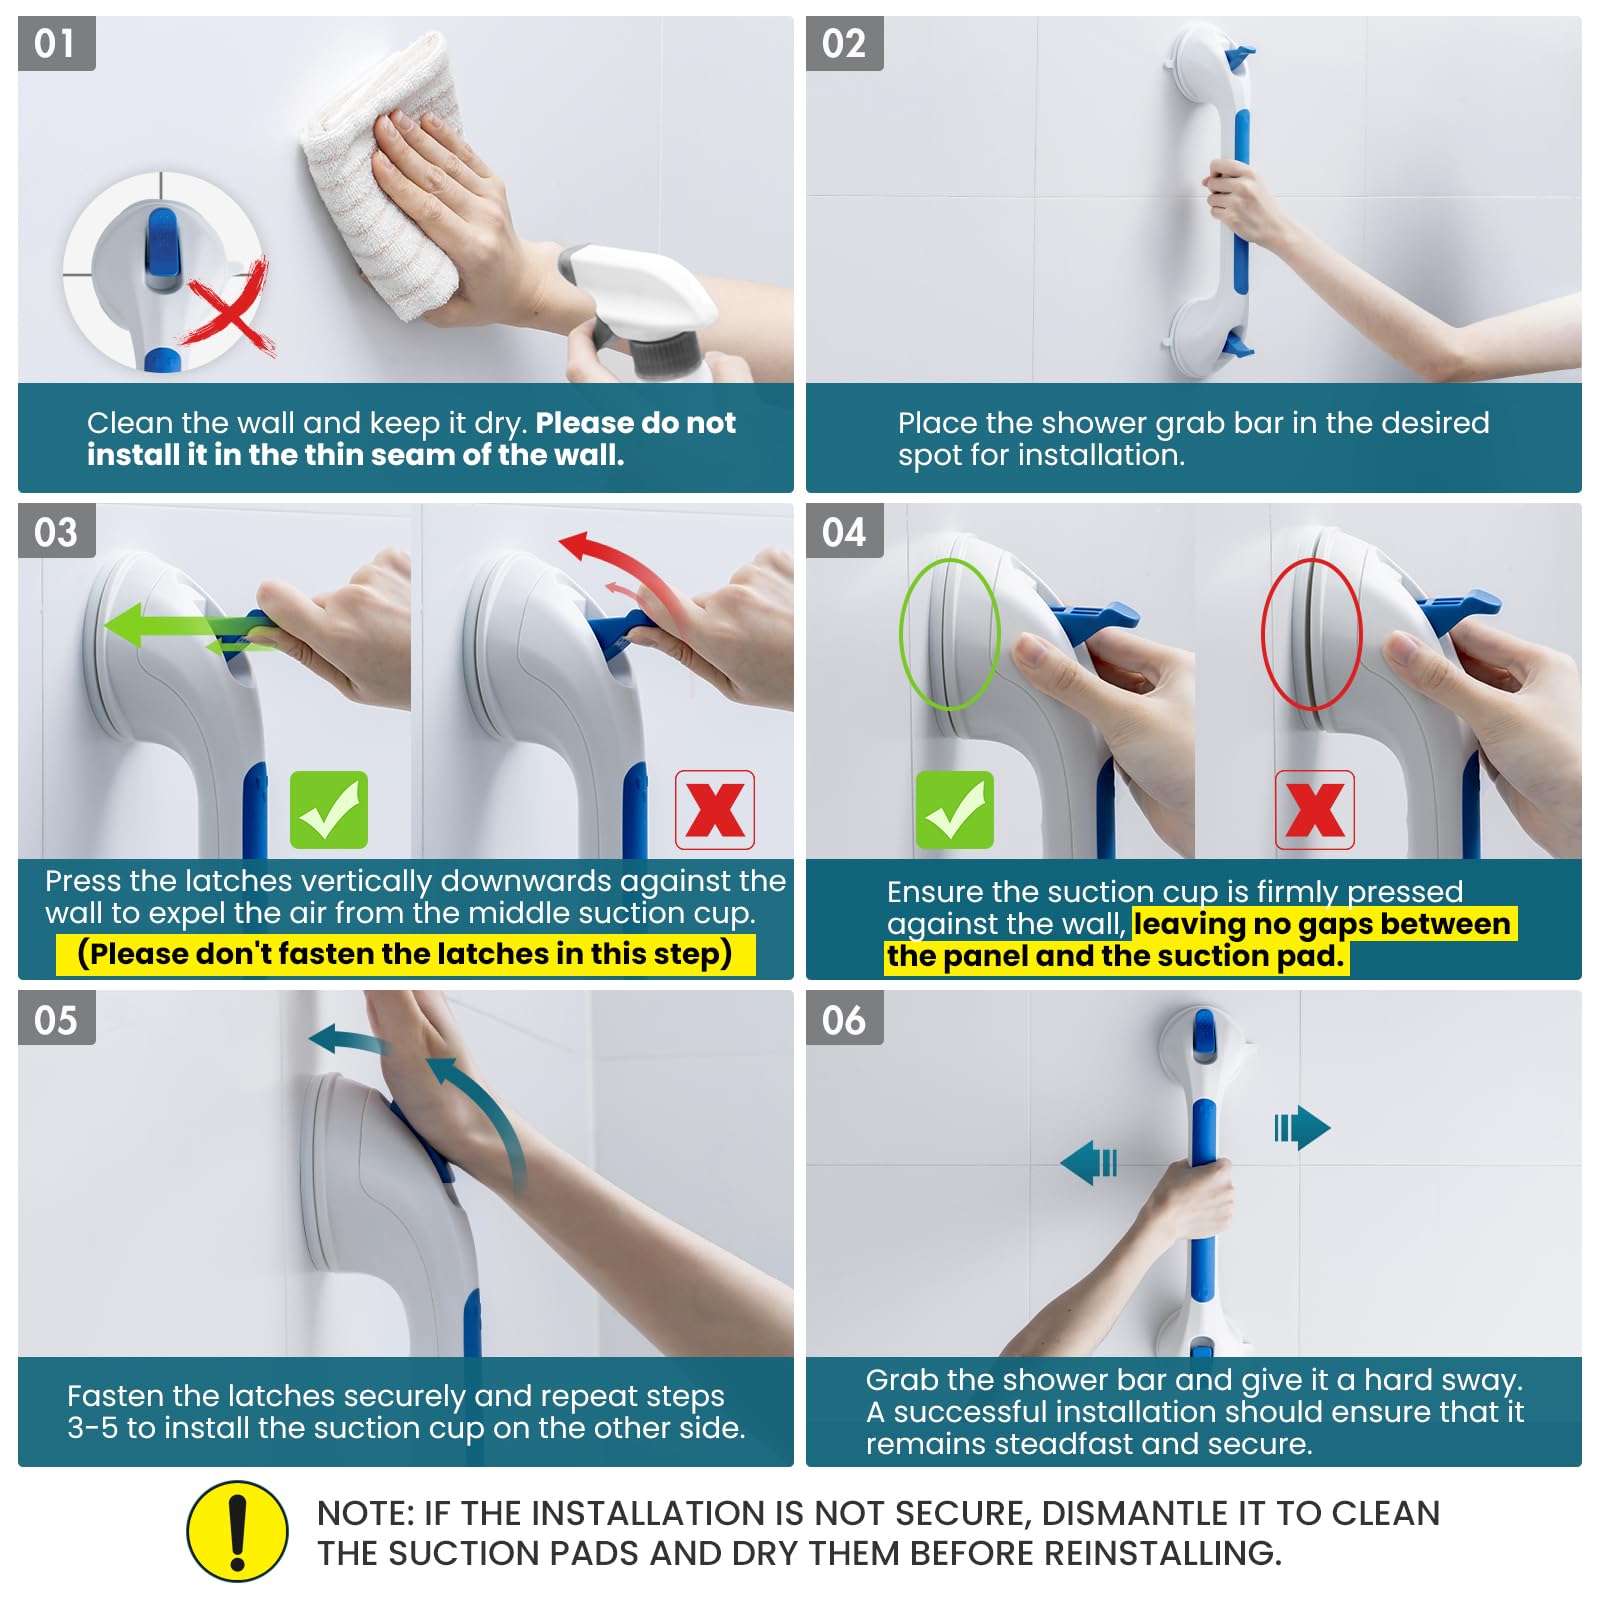 01
Clean the wall and keep it dry. Please do not
install it in the thin seam of the wall.
02
Place the shower grab bar in the desired
spot for installation.
03
Press the latches vertically downwards against the
wall to expel the air from the middle suction cup.
(Please don't fasten the latches in this step)
04
Ensure the suction cup is firmly pressed
against the wall, leaving no gaps between
the panel and the suction pad.
05
Fasten the latches securely and repeat steps
3-5 to install the suction cup on the other side.
06
Grab the shower bar and give it a hard sway.
A successful installation should ensure that it
remains steadfast and secure.
NOTE: IF THE INSTALLATION IS NOT SECURE, DISMANTLE IT TO CLEAN
THE SUCTION PADS AND DRY THEM BEFORE REINSTALLING.